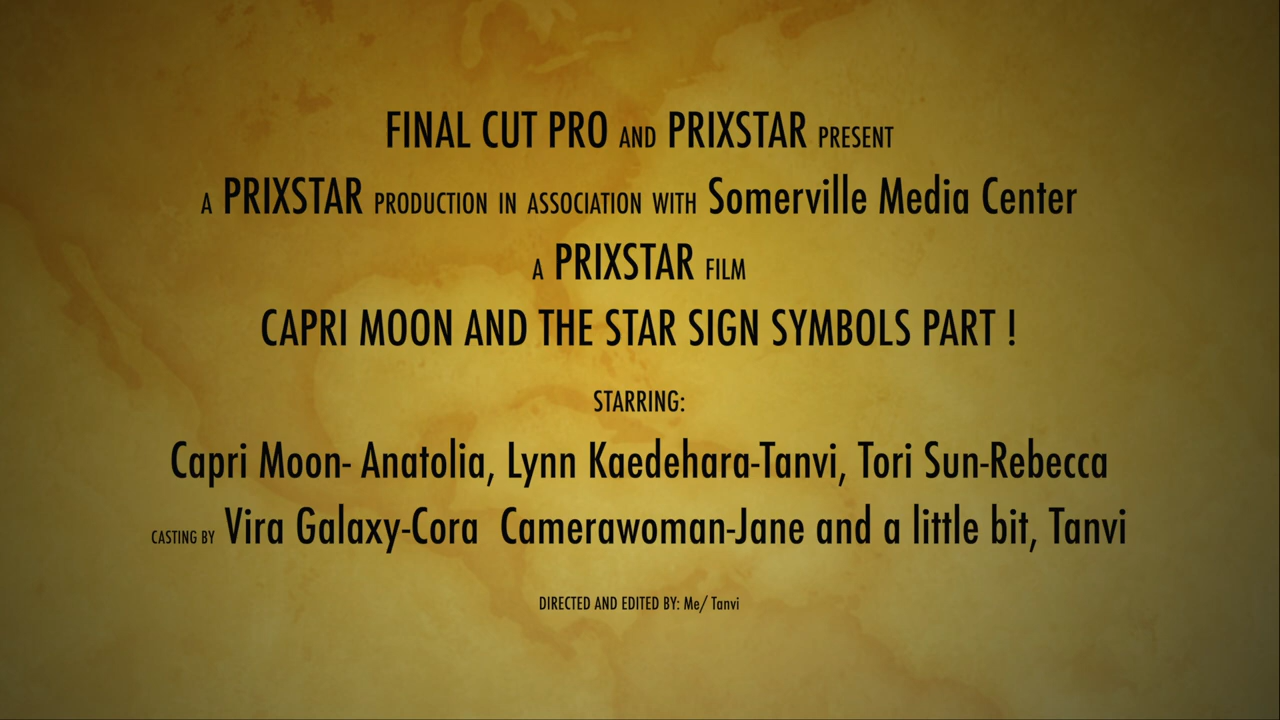 FINAL CUT PRO AND PRIXSTAR PRESENT
A PRIXSTAR PRODUCTION IN ASSOCIATION WITH Somerville Media Center
A PRIXSTAR FILM
CAPRI MOON AND THE STAR SIGN SYMBOLS PART !
STARRING:
Capri Moon- Anatolia, Lynn Kaedehara-Tanvi, Tori Sun-Rebecca
CASTING BY Vira Galaxy-Cora Camerawoman-Jane and a little bit, Tanvi
DIRECTED AND EDITED BY: Me/ Tanvi